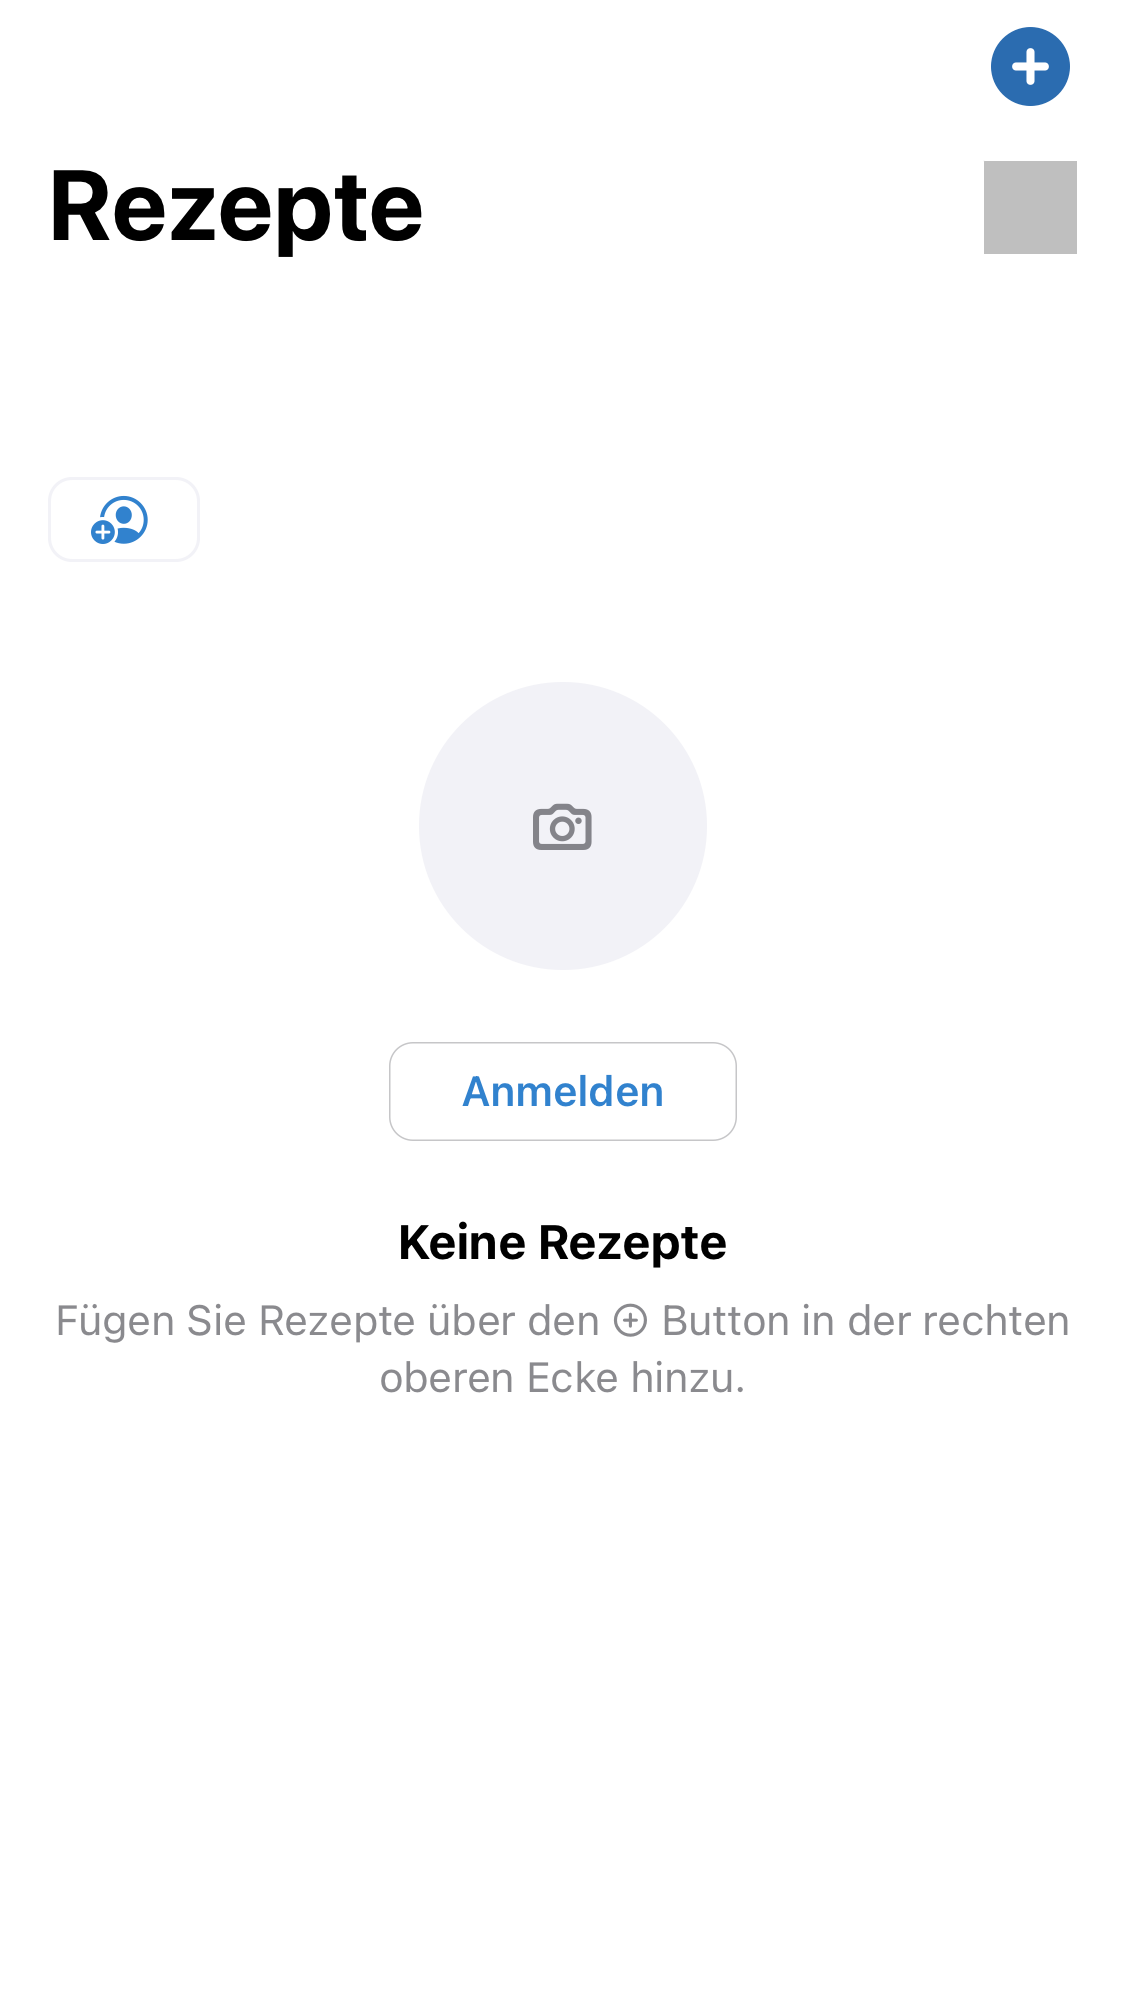 Rezepte
Anmelden
Keine Rezepte
Fügen Sie Rezepte über den ⊕ Button in der rechten
oberen Ecke hinzu.